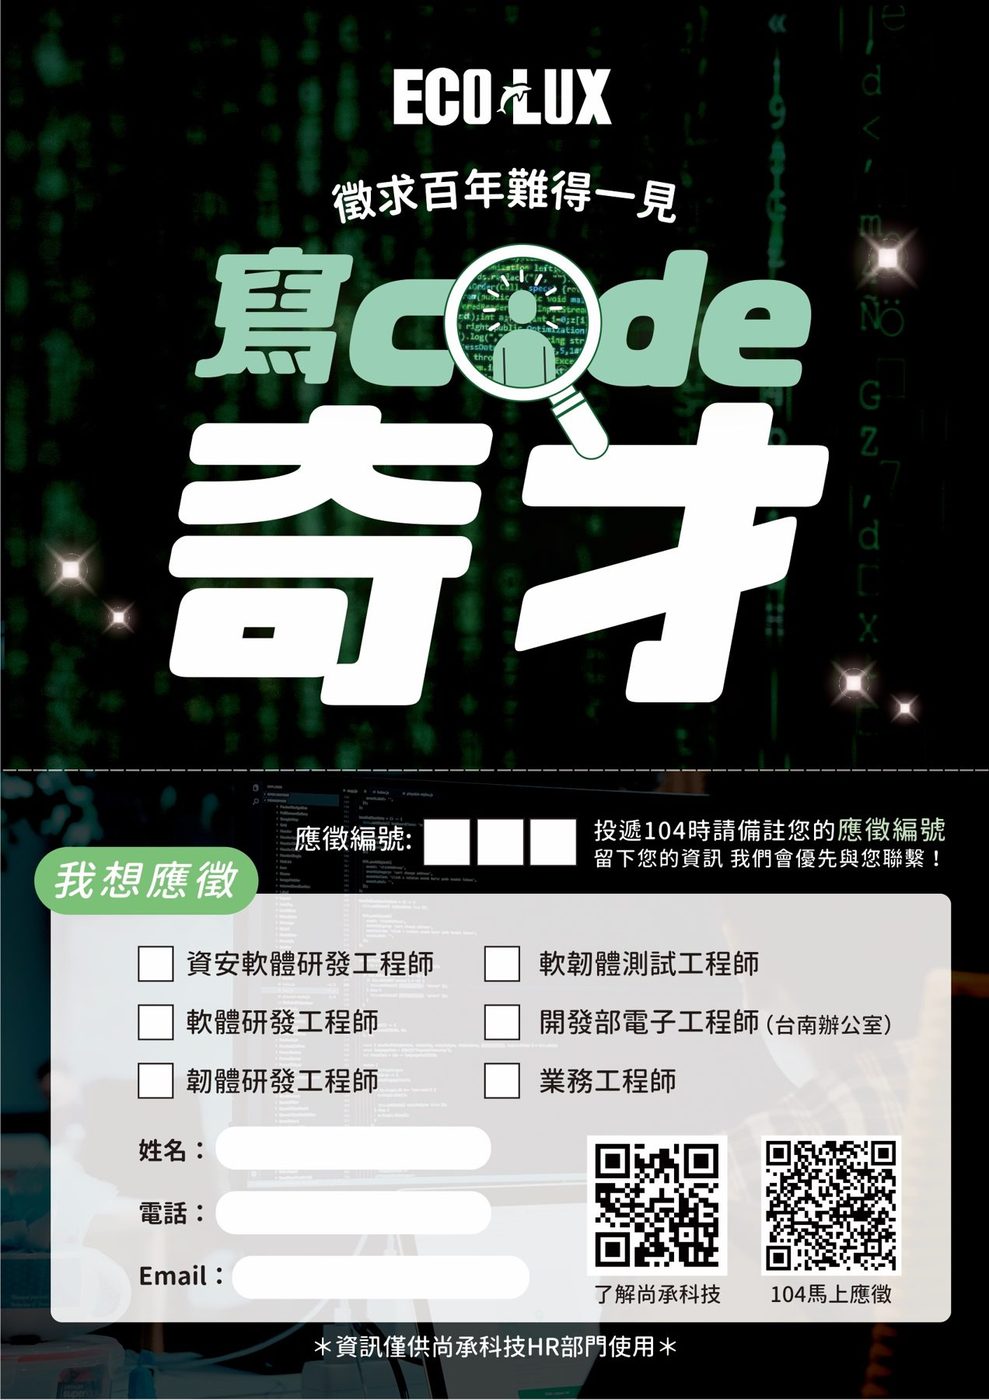 ECO LUX
徵求百年難得一見
寫code
奇才
應徵編號:
投遞104時請備註您的應徵編號
留下您的資訊 我們會優先與您聯繫！
我想應徵
資安軟體研發工程師
軟韌體測試工程師
軟體研發工程師
開發部電子工程師（台南辦公室）
韌體研發工程師
業務工程師
姓名：
電話：
Email：
了解尚承科技
104馬上應徵
＊資訊僅供尚承科技HR部門使用＊